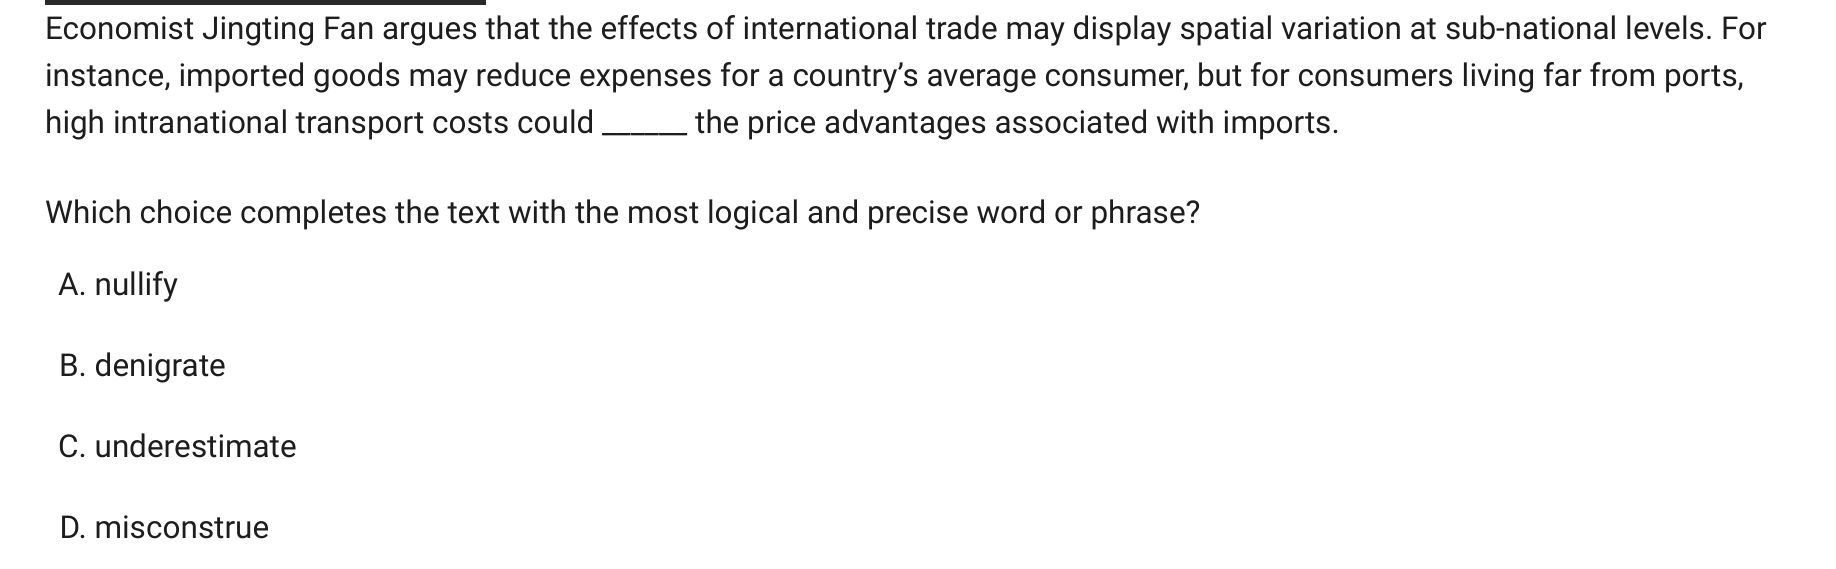 Economist Jingting Fan argues that the effects of international trade may display spatial variation at sub-national levels. For
instance, imported goods may reduce expenses for a country’s average consumer, but for consumers living far from ports,
high intranational transport costs could ______ the price advantages associated with imports.
Which choice completes the text with the most logical and precise word or phrase?
A. nullify
B. denigrate
C. underestimate
D. misconstrue